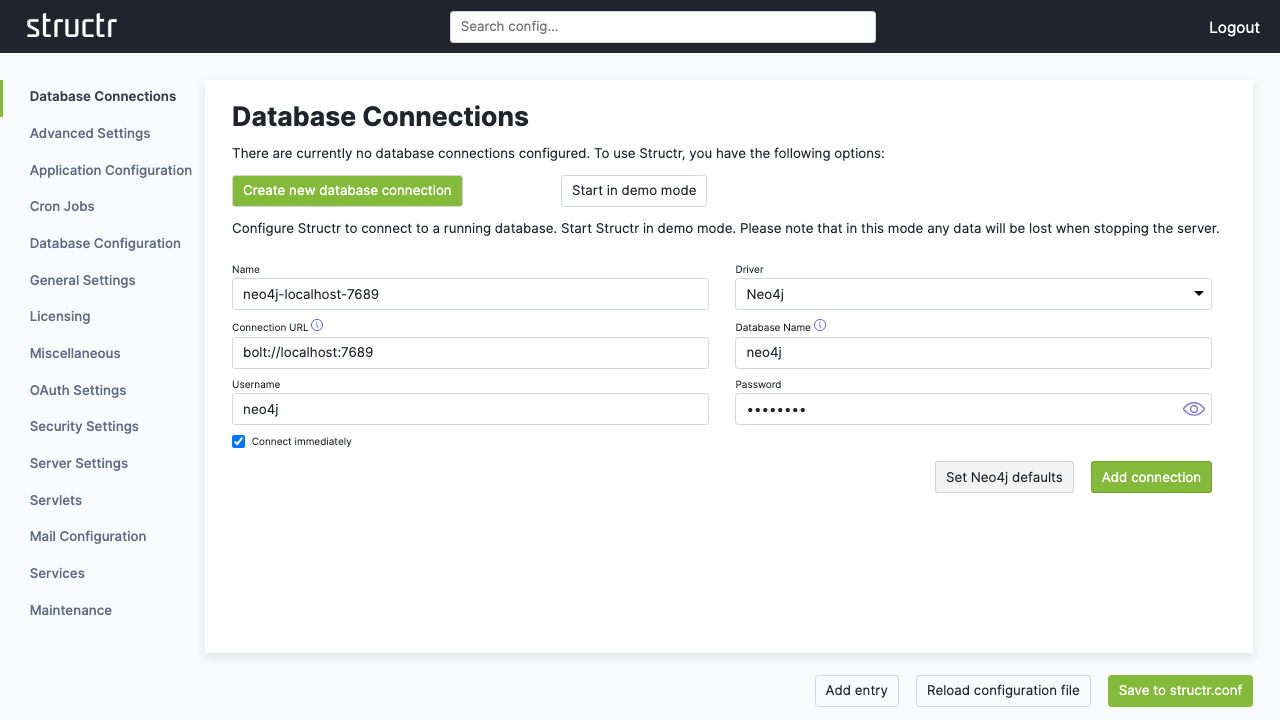 structr
Search config...
Logout
Database Connections
Advanced Settings
Application Configuration
Cron Jobs
Database Configuration
General Settings
Licensing
Miscellaneous
OAuth Settings
Security Settings
Server Settings
Servlets
Mail Configuration
Services
Maintenance
Database Connections
There are currently no database connections configured. To use Structr, you have the following options:
Create new database connection
Start in demo mode
Configure Structr to connect to a running database. Start Structr in demo mode. Please note that in this mode any data will be lost when stopping the server.
Name
Driver
neo4j-localhost-7689
Neo4j
Connection URL
Database Name
bolt://localhost:7689
neo4j
Username
Password
neo4j
••••••••
Connect immediately
Set Neo4j defaults
Add connection
Add entry
Reload configuration file
Save to structr.conf